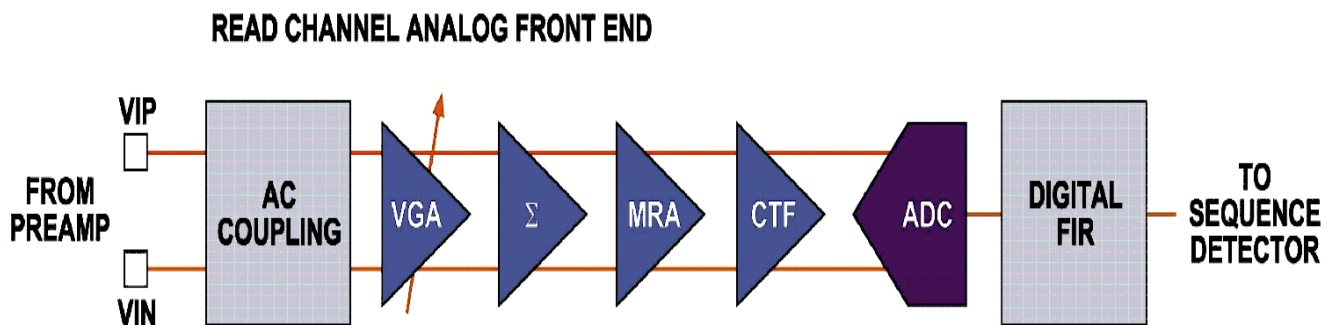 READ CHANNEL ANALOG FRONT END
VIP
FROM
PREAMP
VIN
AC
COUPLING
VGA
Σ
MRA
CTF
ADC
DIGITAL
FIR
TO
SEQUENCE
DETECTOR